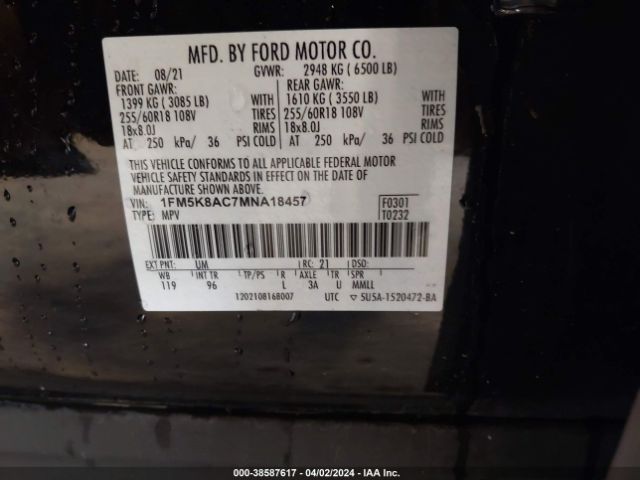 MFD. BY FORD MOTOR CO.
DATE 08/21 GVWR: 2948 KG ( 6500 LB)
FRONT GAWR: REAR GAWR:
1399 KG ( 3085 LB) WITH 1610 KG ( 3550 LB) WITH
255/60R18 108V TIRES 255/60R18 108V TIRES
18x8.0J RIMS 18x8.0J RIMS
AT 250 kPa/ 36 PSI COLD AT 250 kPa/ 36 PSI COLD
THIS VEHICLE CONFORMS TO ALL APPLICABLE FEDERAL MOTOR
VEHICLE SAFETY STANDARDS IN EFFECT ON THE DATE OF
MANUFACTURE SHOWN ABOVE.
VIN: 1FM5K8AC7MNA18457 F0301
TYPE MPV T0232
EXT PNT: UM RC: 21 DSO:
WB INT TR TP/PS R AXLE TR SPR
119 96 L 3A U MMLL
1202108168007 UTC ▽ 5U5A-1520472-BA
000-38587617 - 04/02/2024 - IAA Inc.